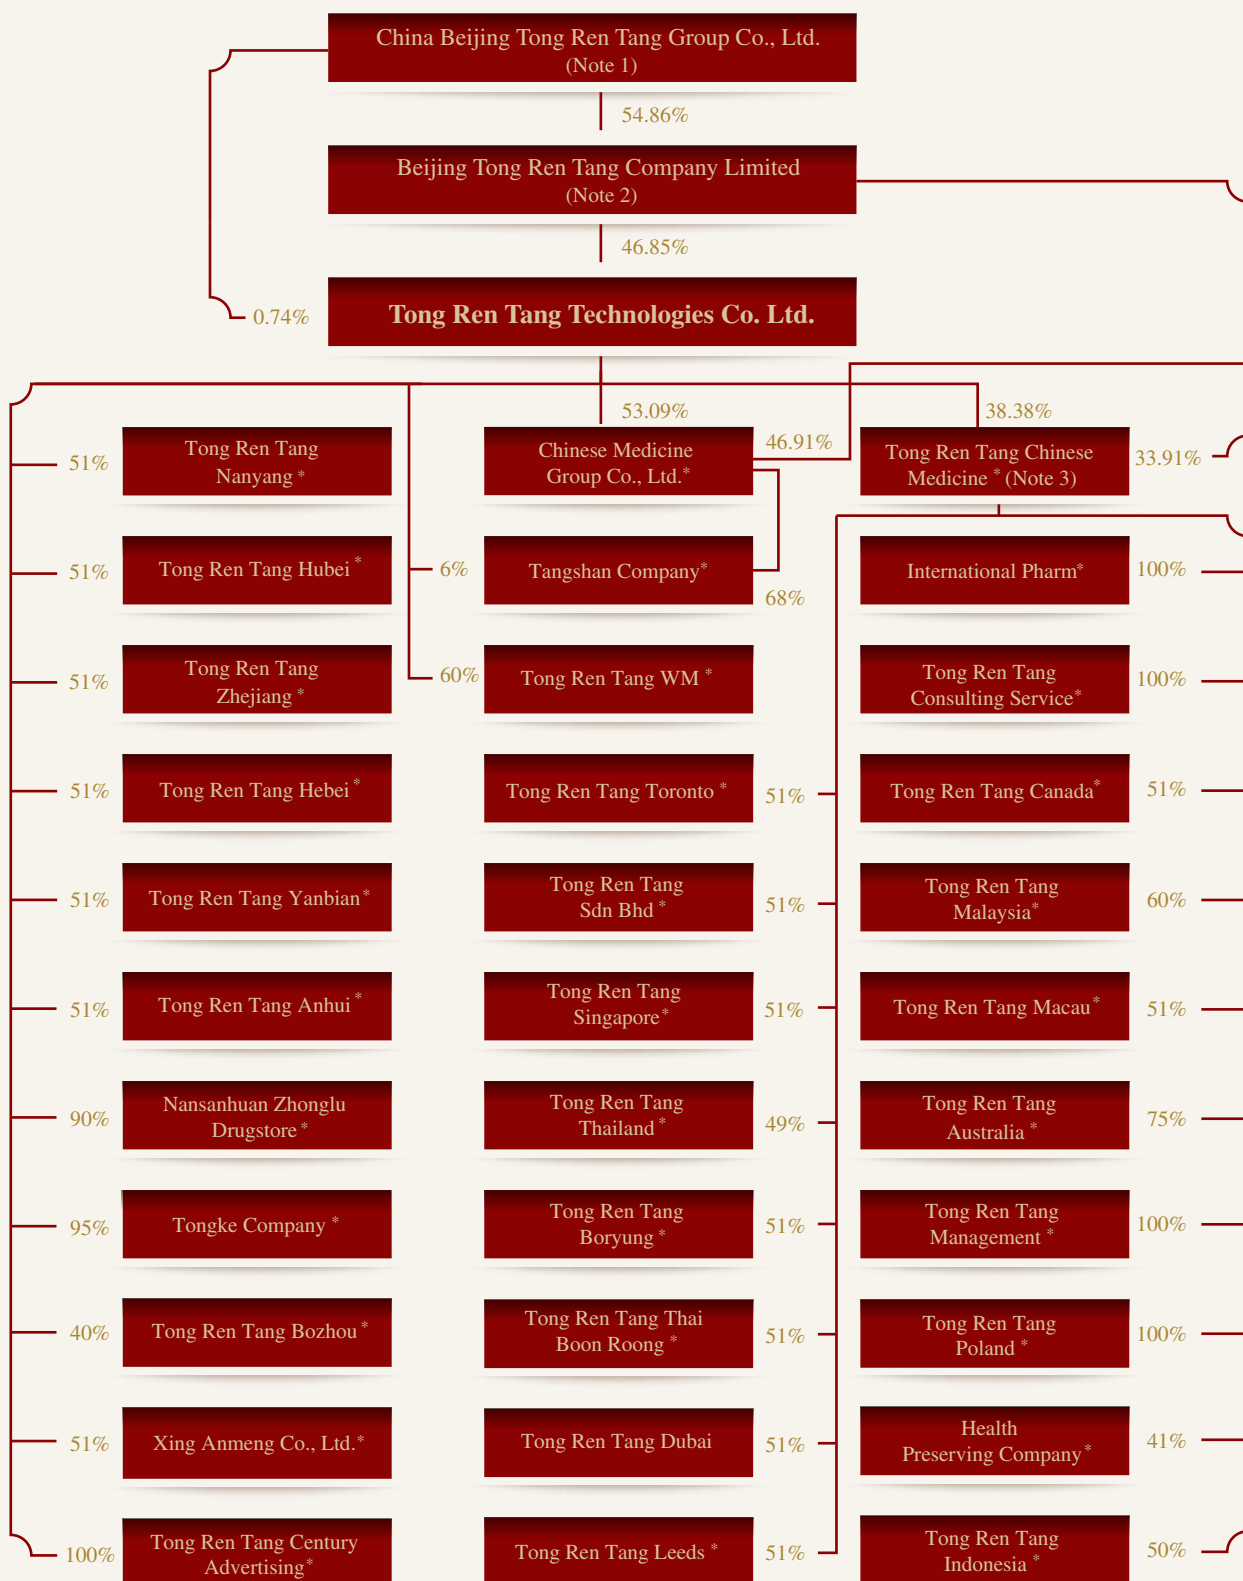 China Beijing Tong Ren Tang Group Co., Ltd.
(Note 1)
54.86%
Beijing Tong Ren Tang Company Limited
(Note 2)
46.85%
Tong Ren Tang Technologies Co. Ltd.
0.74%
53.09%
38.38%
51%
Tong Ren Tang
Nanyang *
Chinese Medicine
Group Co., Ltd.*
46.91%
Tong Ren Tang Chinese
Medicine * (Note 3)
33.91%
51%
Tong Ren Tang Hubei *
6%
Tangshan Company*
68%
International Pharm*
100%
51%
Tong Ren Tang
Zhejiang *
60%
Tong Ren Tang WM *
Tong Ren Tang
Consulting Service*
100%
51%
Tong Ren Tang Hebei *
Tong Ren Tang Toronto *
51%
Tong Ren Tang Canada*
51%
51%
Tong Ren Tang Yanbian*
Tong Ren Tang
Sdn Bhd *
51%
Tong Ren Tang
Malaysia*
60%
51%
Tong Ren Tang Anhui *
Tong Ren Tang
Singapore*
51%
Tong Ren Tang Macau*
51%
90%
Nansanhuan Zhonglu
Drugstore *
Tong Ren Tang
Thailand *
49%
Tong Ren Tang
Australia *
75%
95%
Tongke Company *
Tong Ren Tang
Boryung *
51%
Tong Ren Tang
Management *
100%
40%
Tong Ren Tang Bozhou *
Tong Ren Tang Thai
Boon Roong *
51%
Tong Ren Tang
Poland *
100%
51%
Xing Anmeng Co., Ltd.*
Tong Ren Tang Dubai
51%
Health
Preserving Company*
41%
100%
Tong Ren Tang Century
Advertising*
Tong Ren Tang Leeds *
51%
Tong Ren Tang
Indonesia *
50%